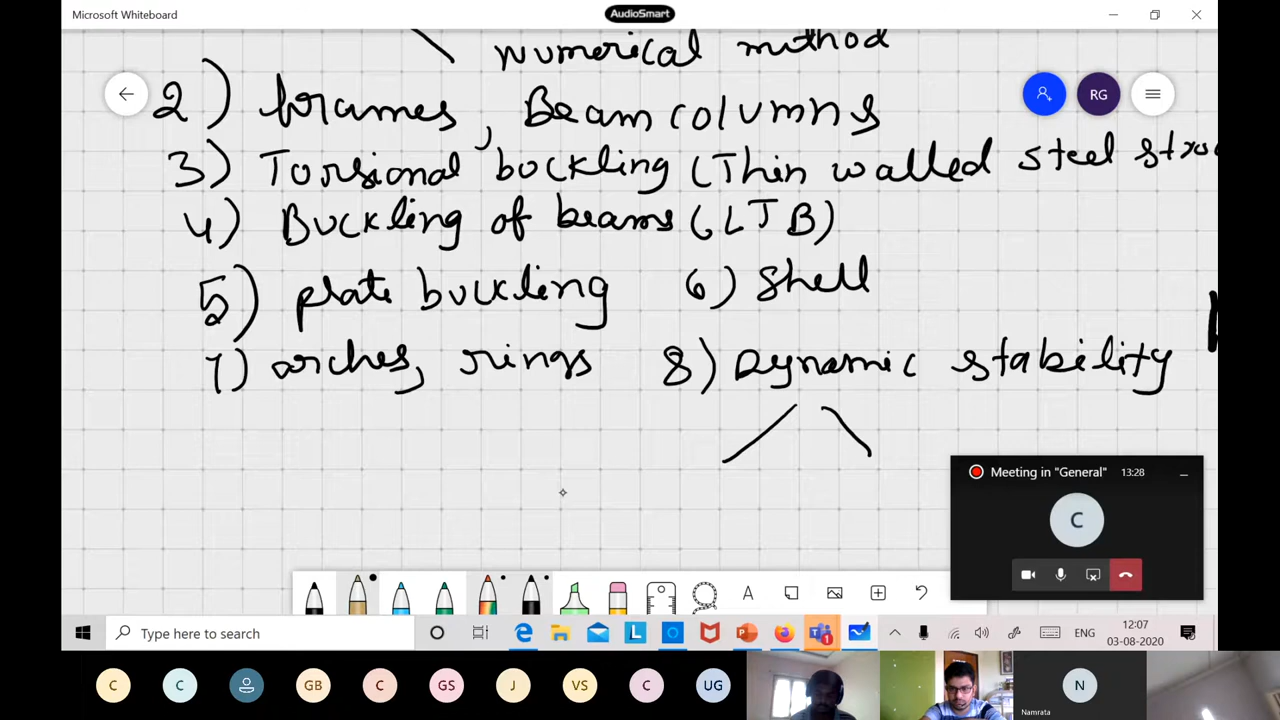 Microsoft Whiteboard
AudioSmart
numerical method
2) frames, Beam columns
RG
3) Torsional buckling (Thin walled steel
4) Buckling of beams (LTB)
5) plate buckling 6) Shell
7) arches, rings 8) Dynamic stability
Meeting in "General" 13:28
C
A
Type here to search
ENG
12:07
03-08-2020
C C GB C GS J VS C UG N
Namrata